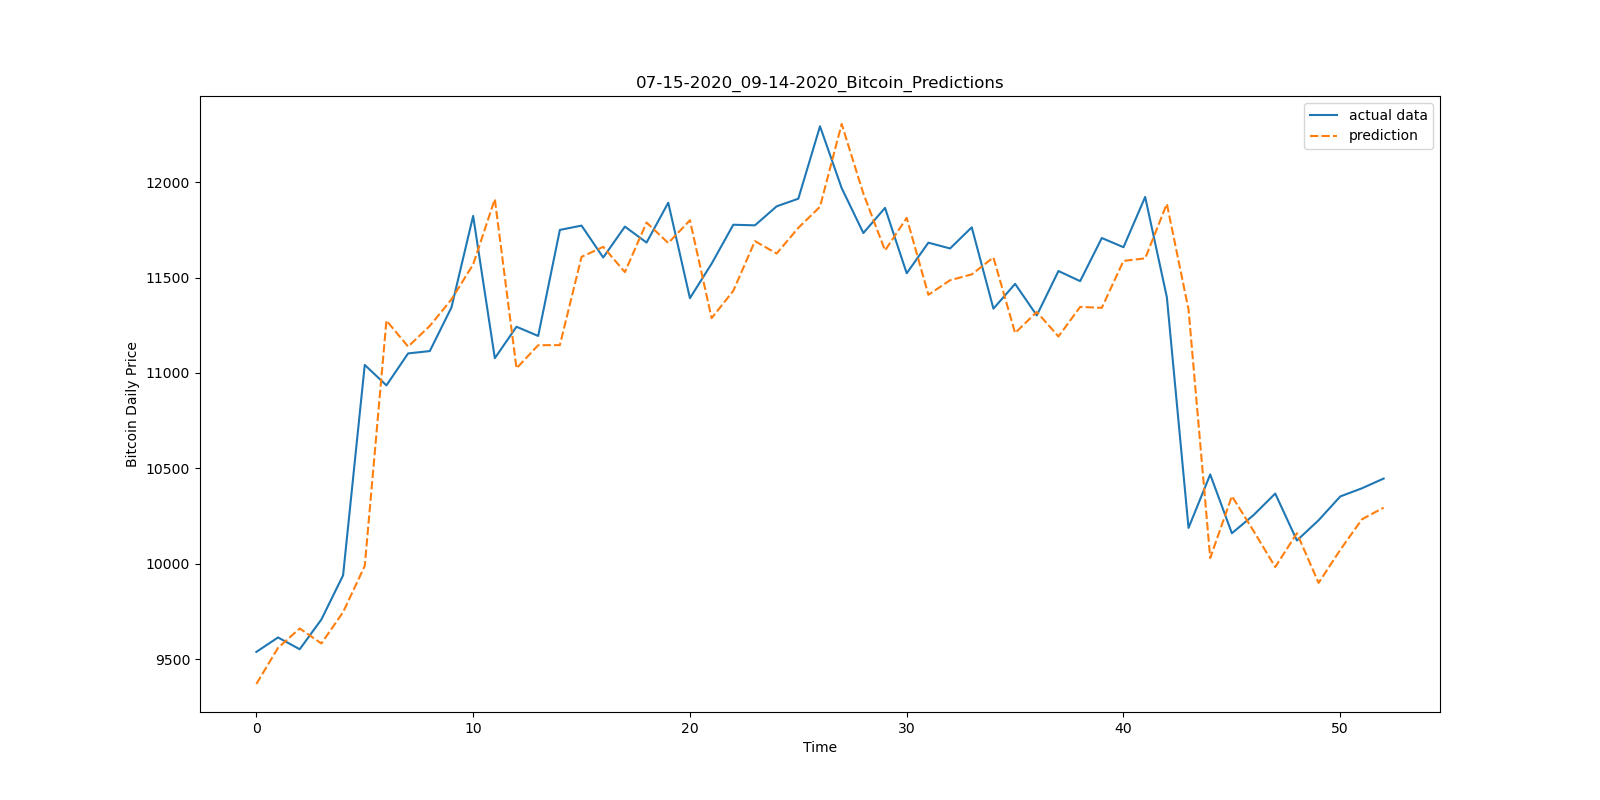 07-15-2020_09-14-2020_Bitcoin_Predictions
actual data
prediction
12000
11500
11000
10500
10000
9500
Bitcoin Daily Price
0 10 20 30 40 50
Time